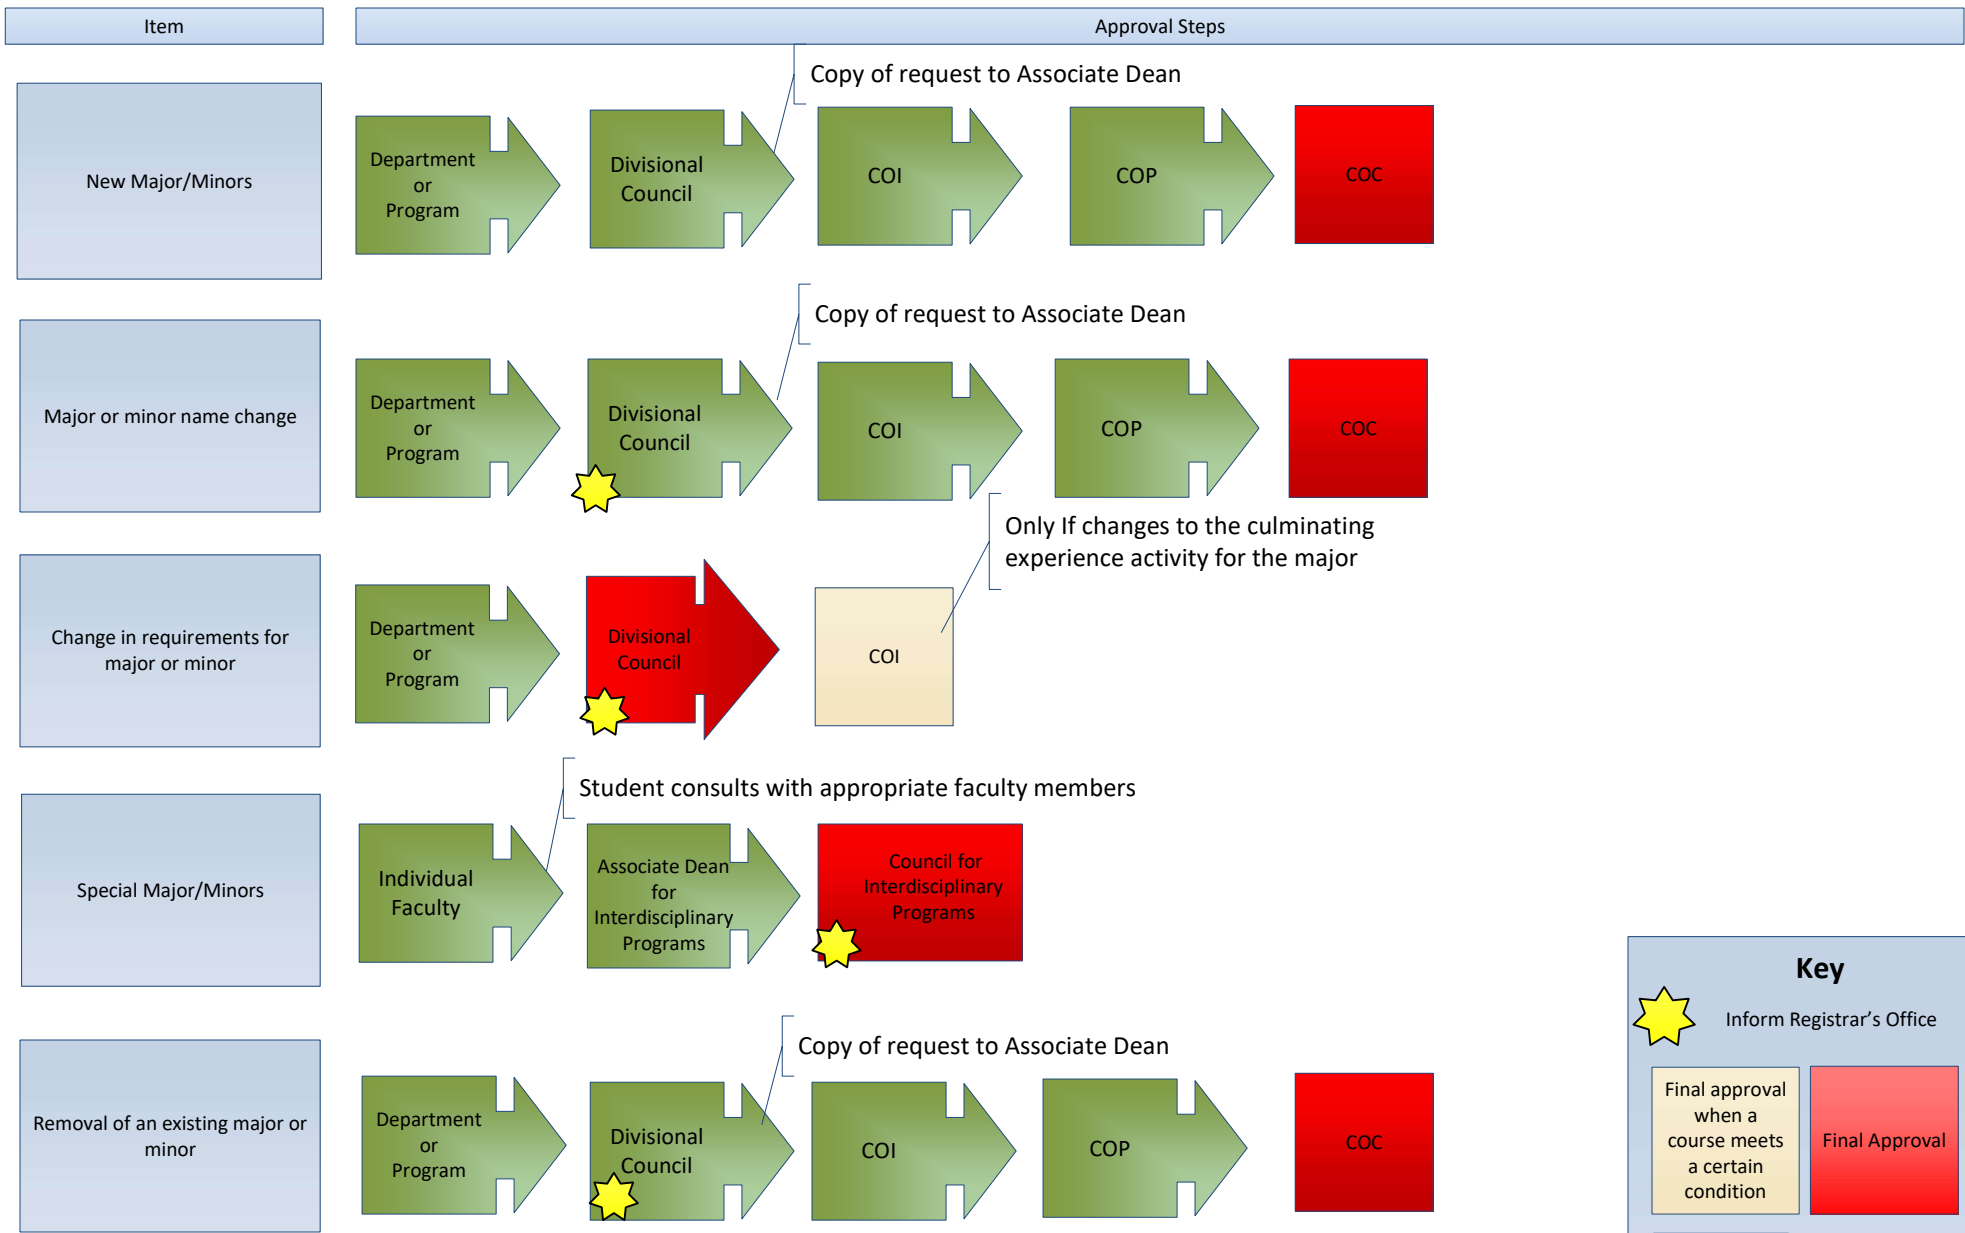 Item
Approval Steps
Copy of request to Associate Dean
New Major/Minors
Department
or
Program
Divisional
Council
COI
COP
COC
Copy of request to Associate Dean
Major or minor name change
Department
or
Program
Divisional
Council
COI
COP
COC
Only If changes to the culminating
experience activity for the major
Change in requirements for
major or minor
Department
or
Program
Divisional
Council
COI
Student consults with appropriate faculty members
Special Major/Minors
Individual
Faculty
Associate Dean
for
Interdisciplinary
Programs
Council for
Interdisciplinary
Programs
Copy of request to Associate Dean
Removal of an existing major or
minor
Department
or
Program
Divisional
Council
COI
COP
COC
Key
Inform Registrar’s Office
Final approval
when a
course meets
a certain
condition
Final Approval